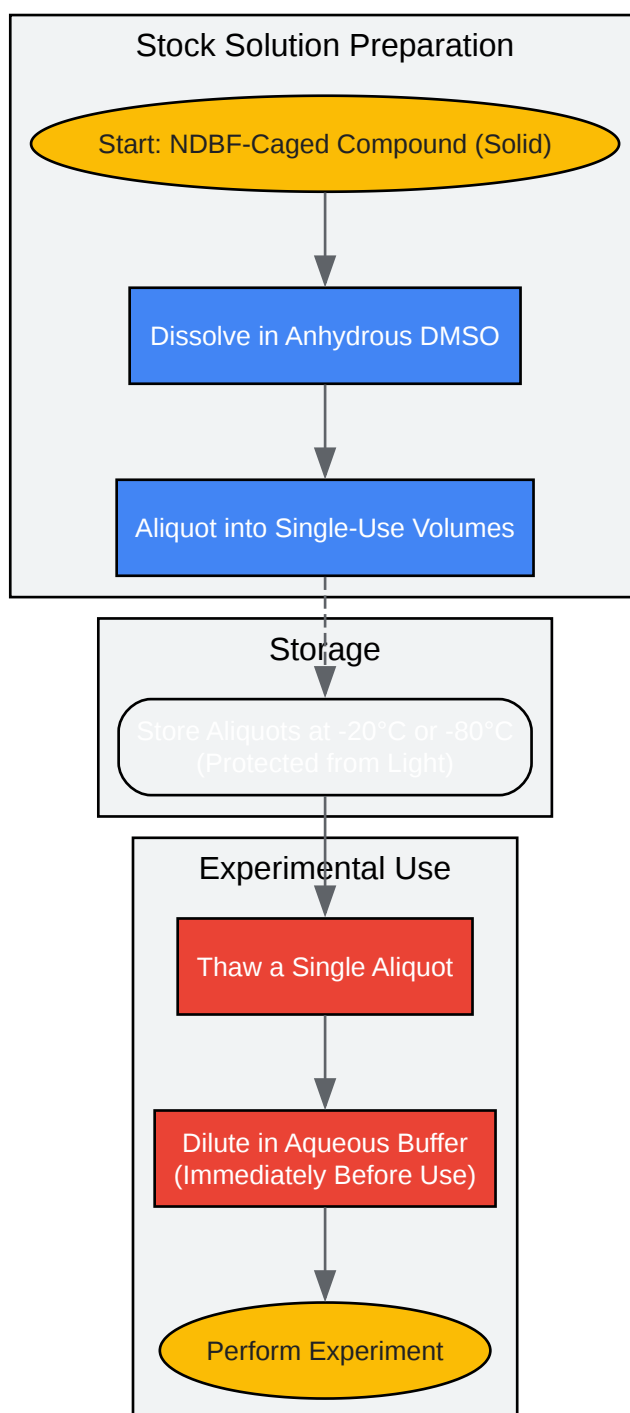 Stock Solution Preparation
Start: NDBF-Caged Compound (Solid)
Dissolve in Anhydrous DMSO
Aliquot into Single-Use Volumes
Storage
Store Aliquots at -20°C or -80°C
(Protected from Light)
Experimental Use
Thaw a Single Aliquot
Dilute in Aqueous Buffer
(Immediately Before Use)
Perform Experiment